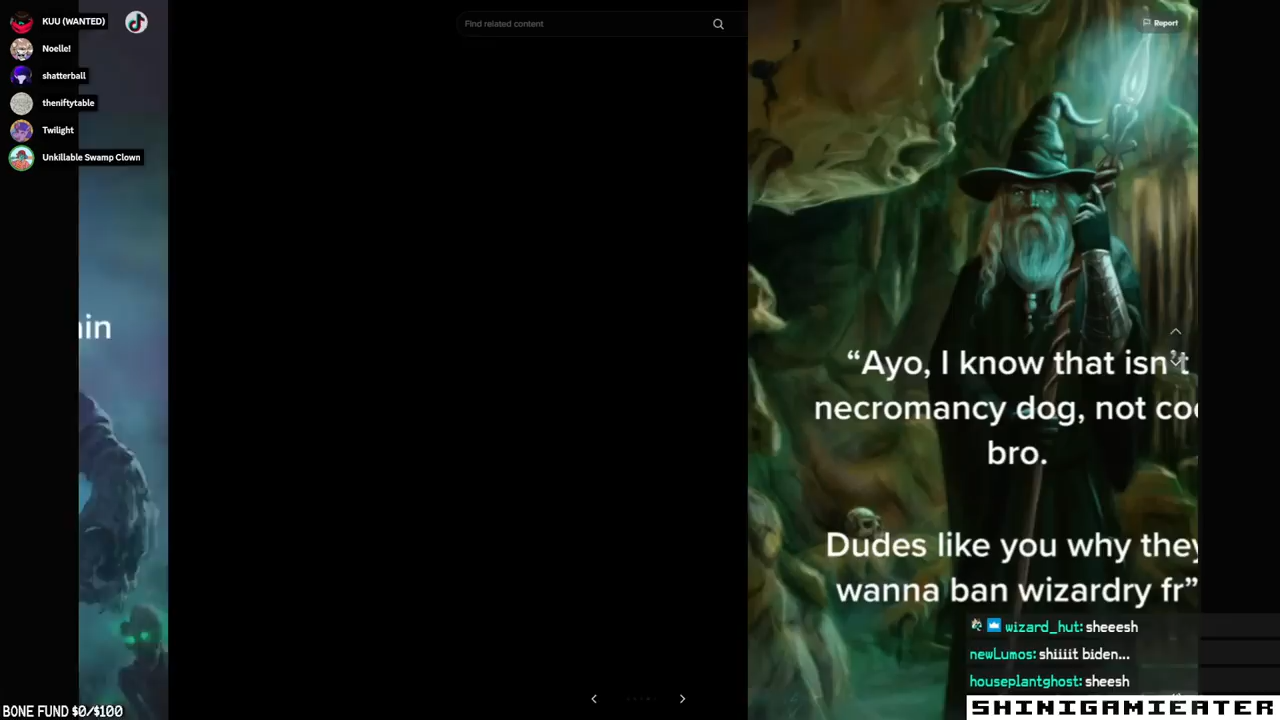 KUU (WANTED)
Noelle!
shatterball
theniftytable
Twilight
Unkillable Swamp Clown
Find related content
Report
“Ayo, I know that isn't
necromancy dog, not
bro.
Dudes like you why they
wanna ban wizardry fr”
wizard_hut: sheeesh
newLumos: shiiiit biden...
houseplantghost: sheesh
SHINIGAMIEATER
BONE FUND $0/$100